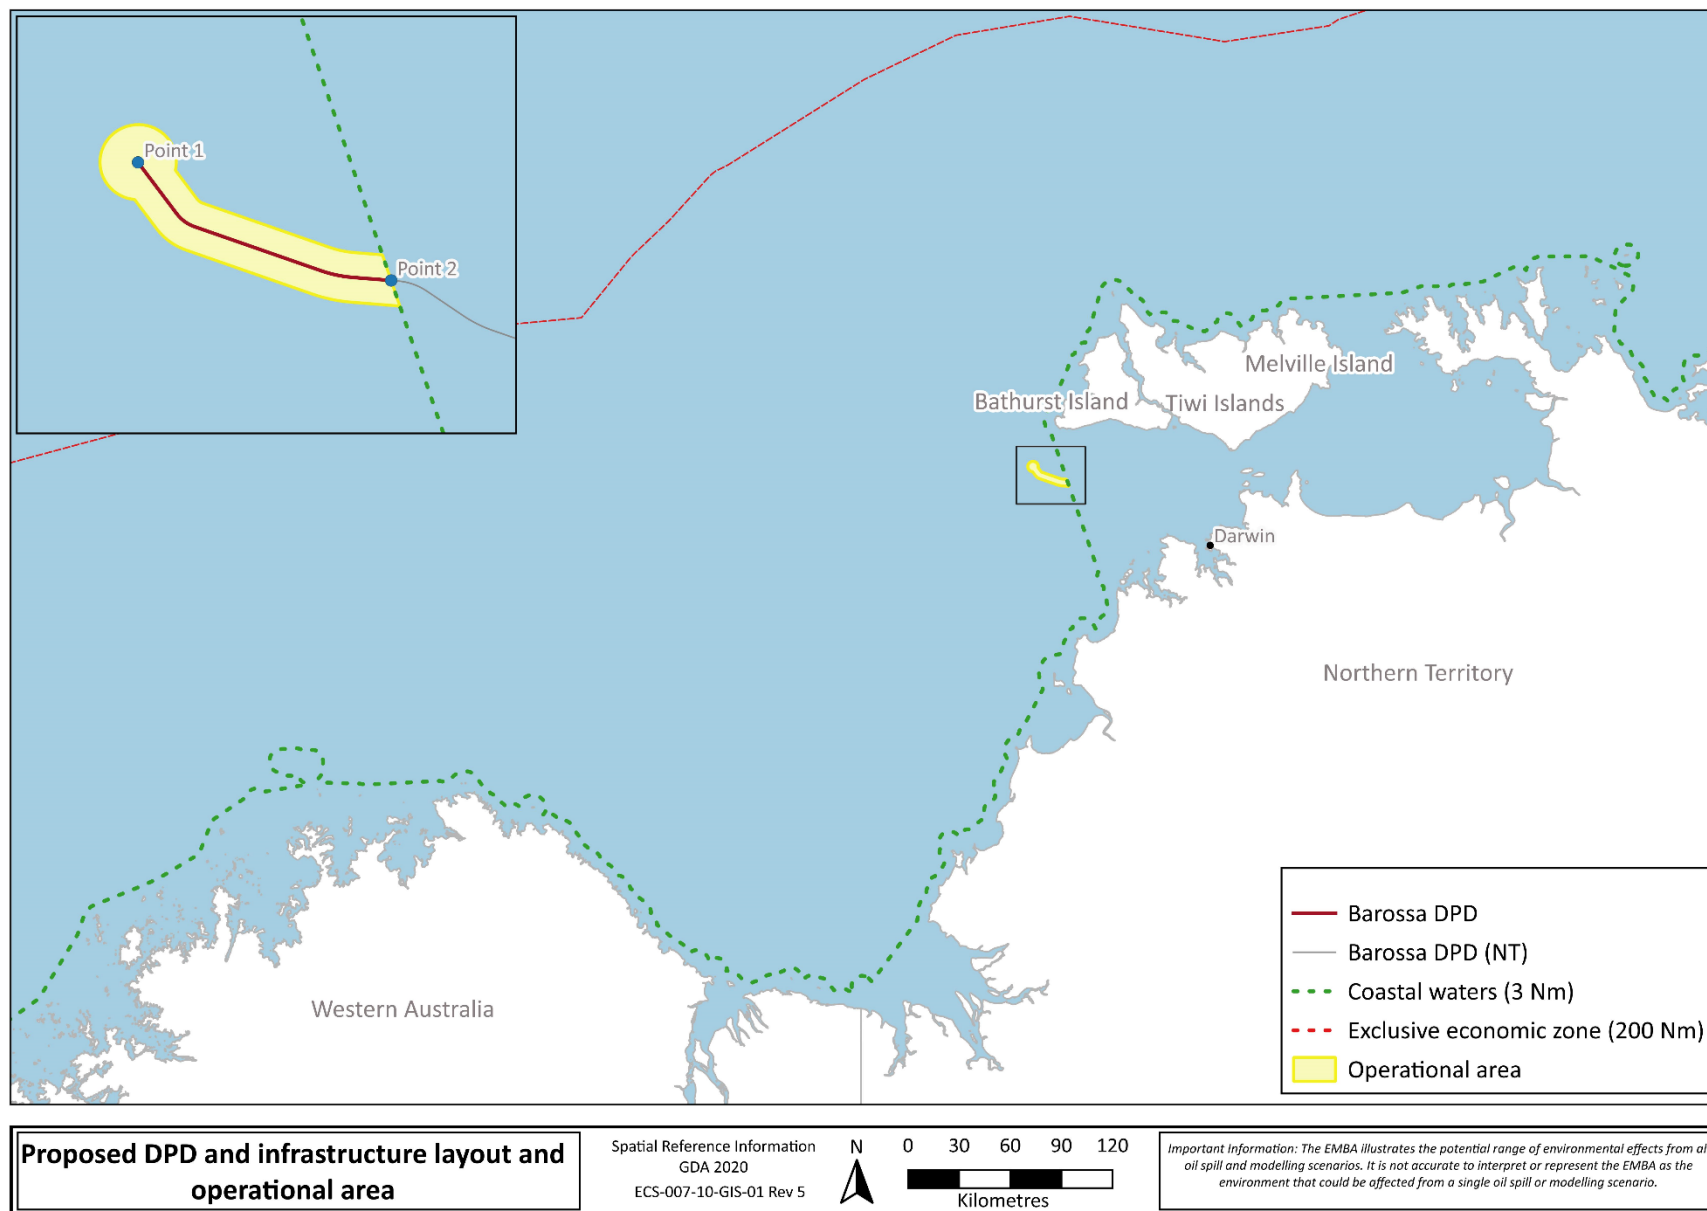 Point 1
Point 2
Melville Island
Bathurst Island
Tiwi Islands
Darwin
Northern Territory
Western Australia
Barossa DPD
Barossa DPD (NT)
Coastal waters (3 Nm)
Exclusive economic zone (200 Nm)
Operational area
Proposed DPD and infrastructure layout and
operational area
Spatial Reference Information
GDA 2020
ECS-007-10-GIS-01 Rev 5
N
0 30 60 90 120
Kilometres
Important Information: The EMBA illustrates the potential range of environmental effects from al
oil spill and modelling scenarios. It is not accurate to interpret or represent the EMBA as the
environment that could be affected from a single oil spill or modelling scenario.